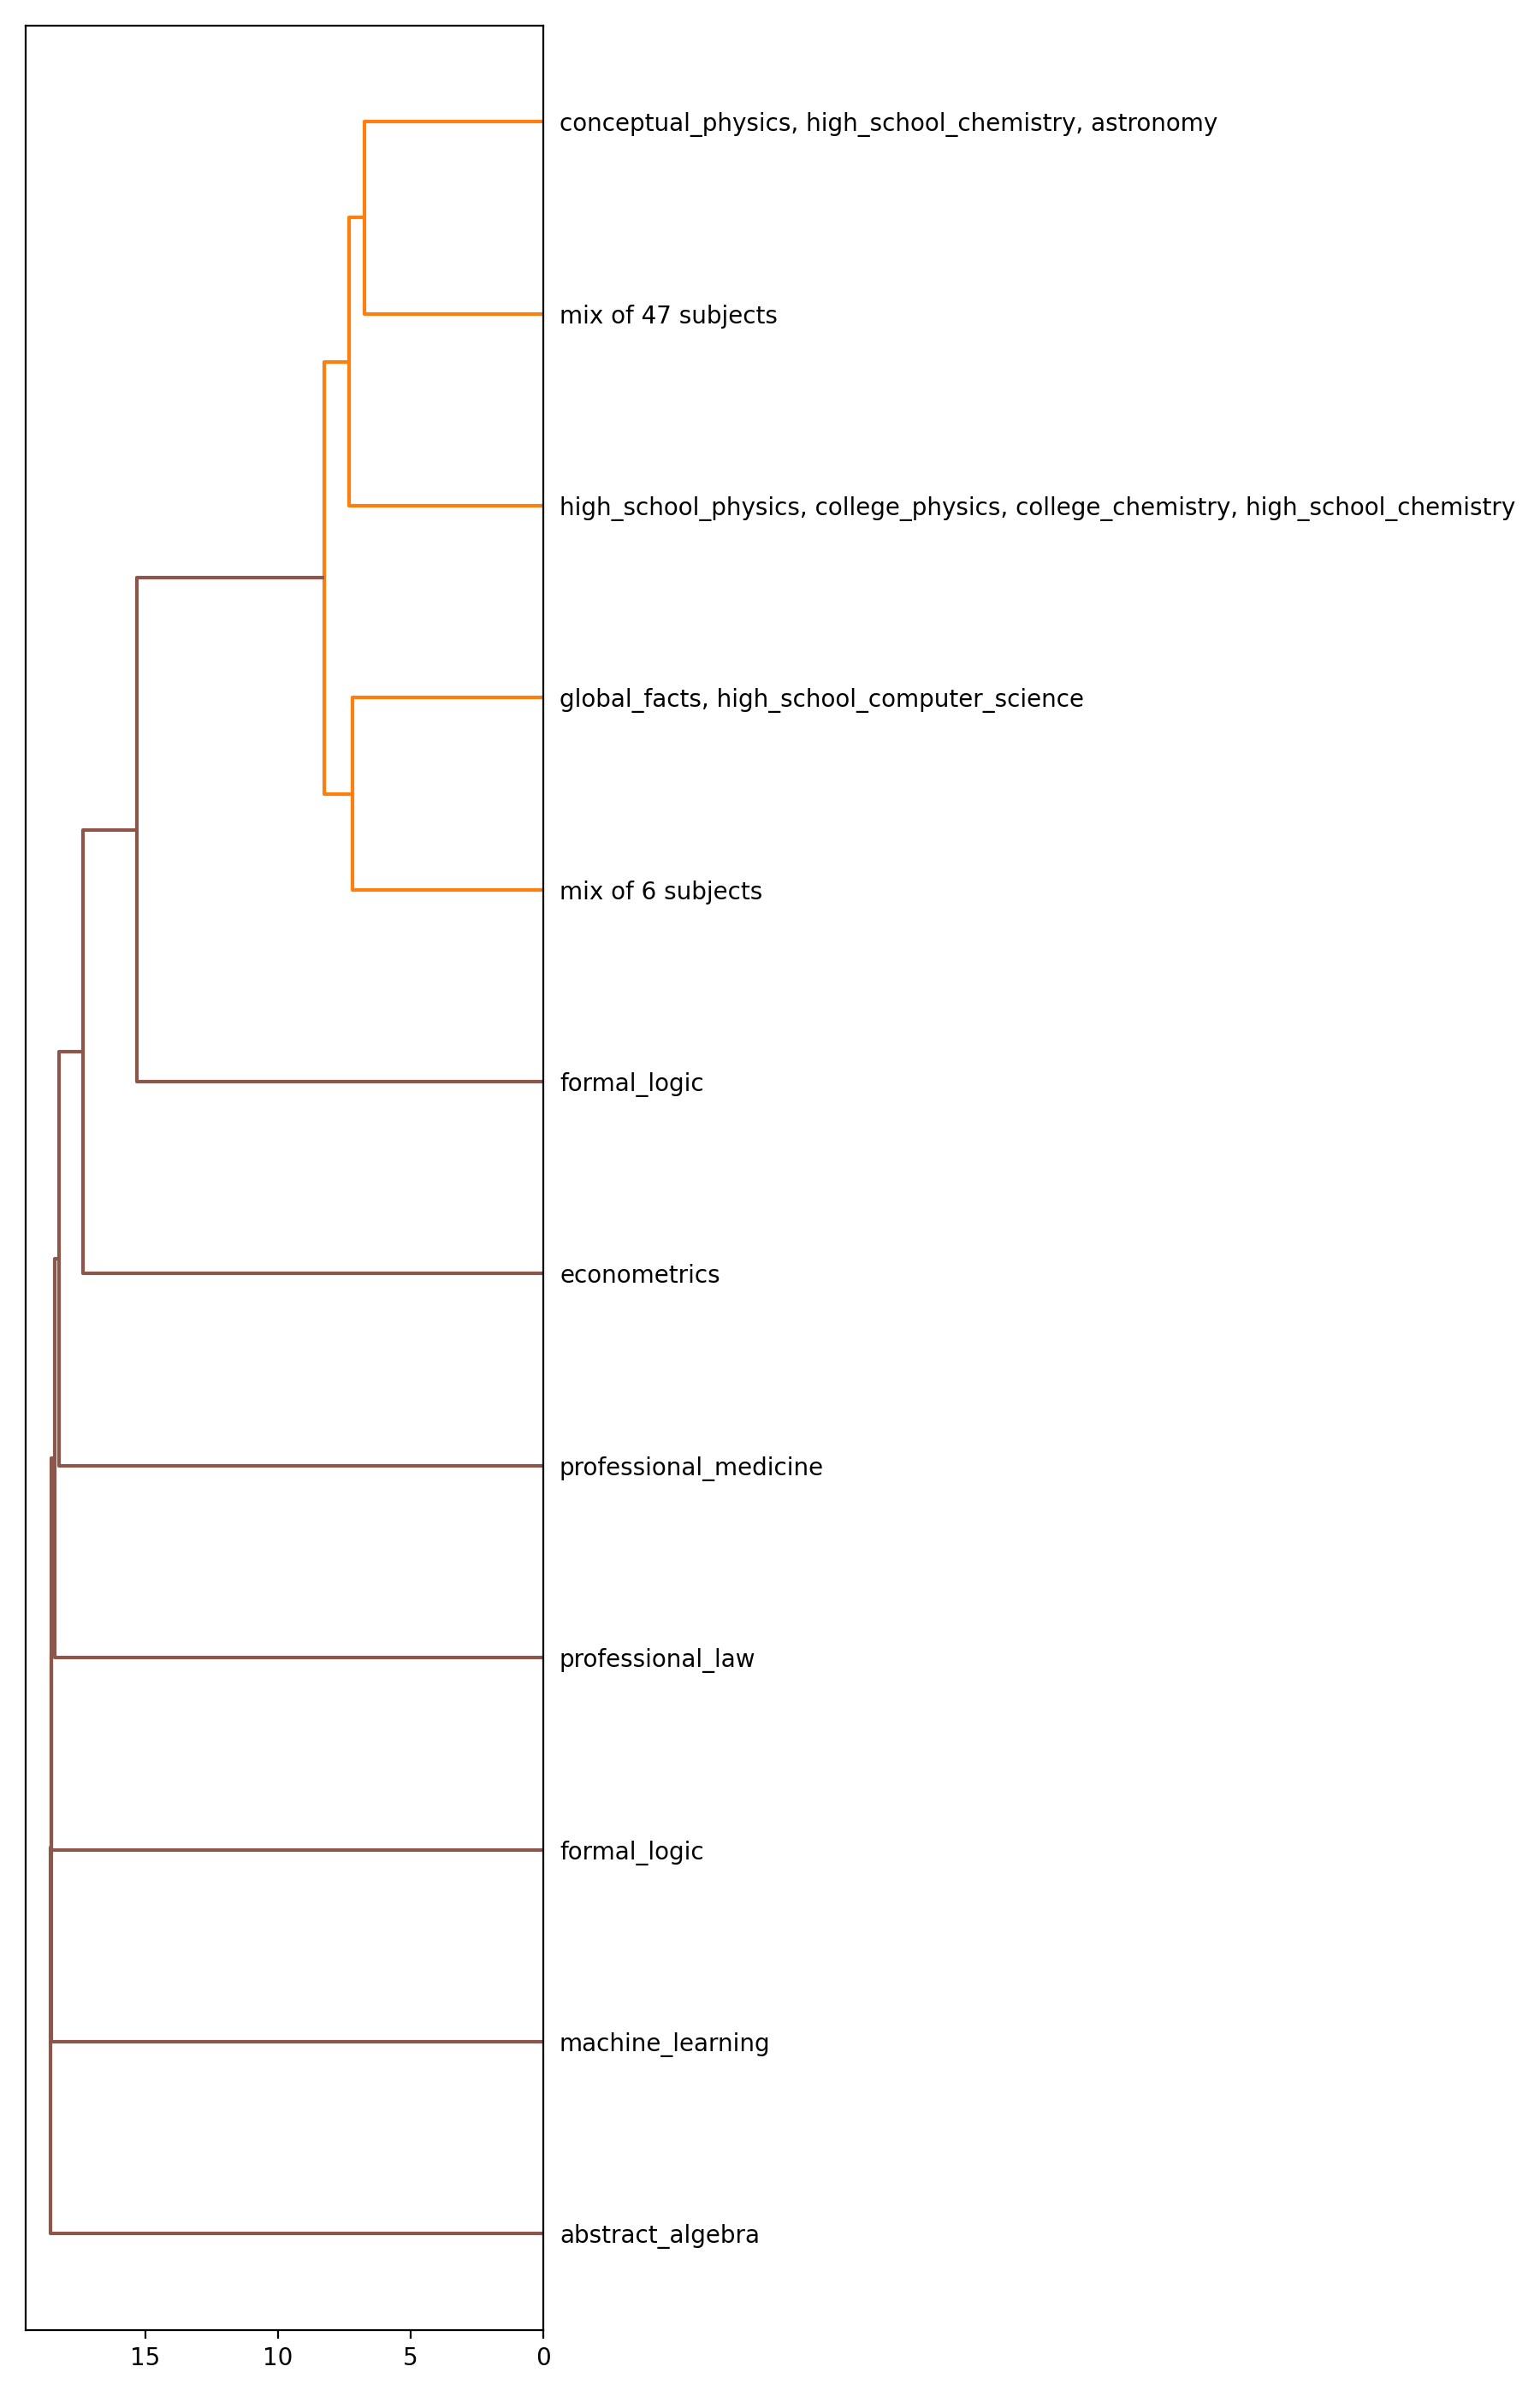 conceptual_physics, high_school_chemistry, astronomy
mix of 47 subjects
high_school_physics, college_physics, college_chemistry, high_school_chemistry
global_facts, high_school_computer_science
mix of 6 subjects
formal_logic
econometrics
professional_medicine
professional_law
formal_logic
machine_learning
abstract_algebra
15 10 5 0